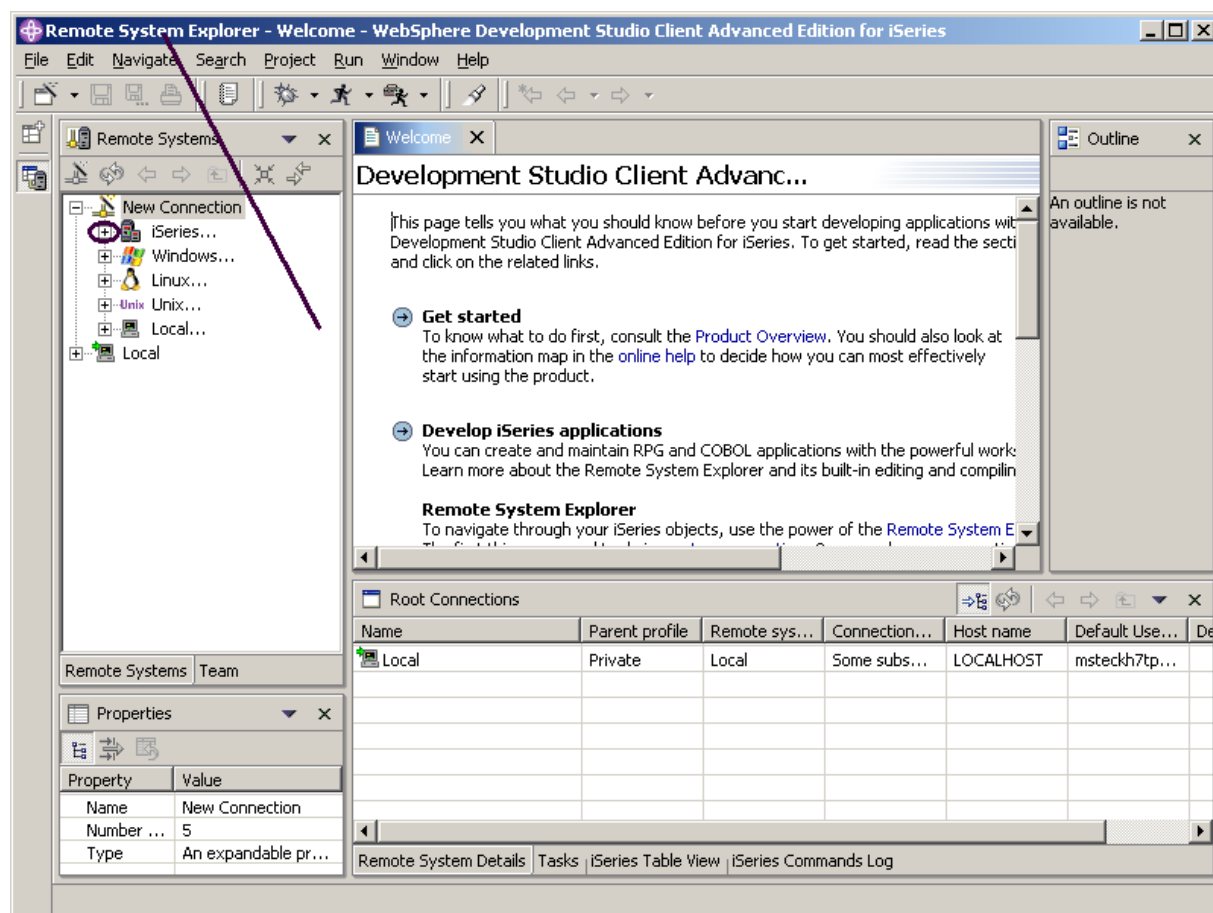 Remote System Explorer - Welcome - WebSphere Development Studio Client Advanced Edition for iSeries
File Edit Navigate Search Project Run Window Help
Remote Systems
New Connection
iSeries...
Windows...
Linux...
Unix Unix...
Local...
Local
Remote Systems Team
Welcome
Development Studio Client Advanc...
This page tells you what you should know before you start developing applications wit
Development Studio Client Advanced Edition for iSeries. To get started, read the secti
and click on the related links.
Get started
To know what to do first, consult the Product Overview. You should also look at
the information map in the online help to decide how you can most effectively
start using the product.
Develop iSeries applications
You can create and maintain RPG and COBOL applications with the powerful work
Learn more about the Remote System Explorer and its built-in editing and compilin
Remote System Explorer
To navigate through your iSeries objects, use the power of the Remote System E
Outline
An outline is not
available.
Properties
Property Value
Name New Connection
Number ... 5
Type An expandable pr...
Root Connections
Name Parent profile Remote sys... Connection... Host name Default Use... De
Local Private Local Some subs... LOCALHOST msteckh7tp...
Remote System Details Tasks iSeries Table View iSeries Commands Log